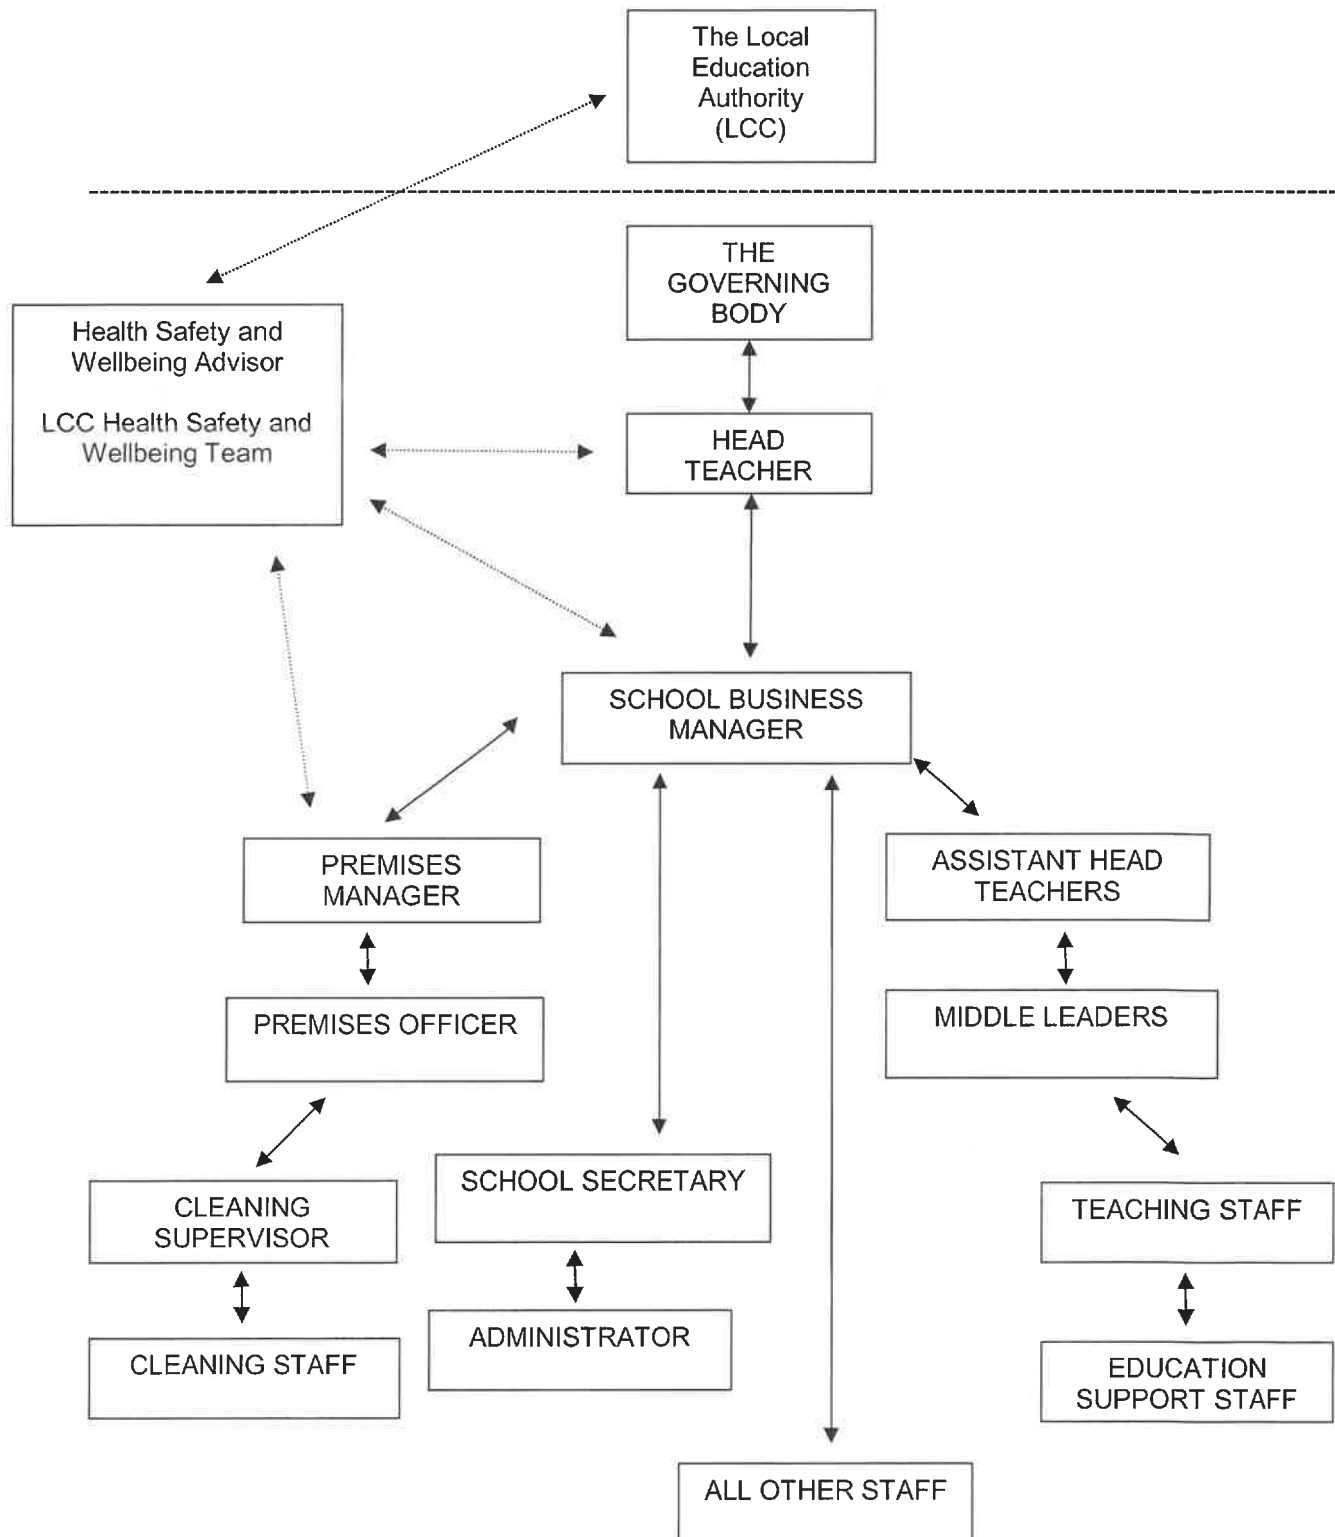 The Local
Education
Authority
(LCC)
THE
GOVERNING
BODY
Health Safety and
Wellbeing Advisor
LCC Health Safety and
Wellbeing Team
HEAD
TEACHER
SCHOOL BUSINESS
MANAGER
PREMISES
MANAGER
ASSISTANT HEAD
TEACHERS
PREMISES OFFICER
MIDDLE LEADERS
SCHOOL SECRETARY
CLEANING
SUPERVISOR
TEACHING STAFF
ADMINISTRATOR
CLEANING STAFF
EDUCATION
SUPPORT STAFF
ALL OTHER STAFF